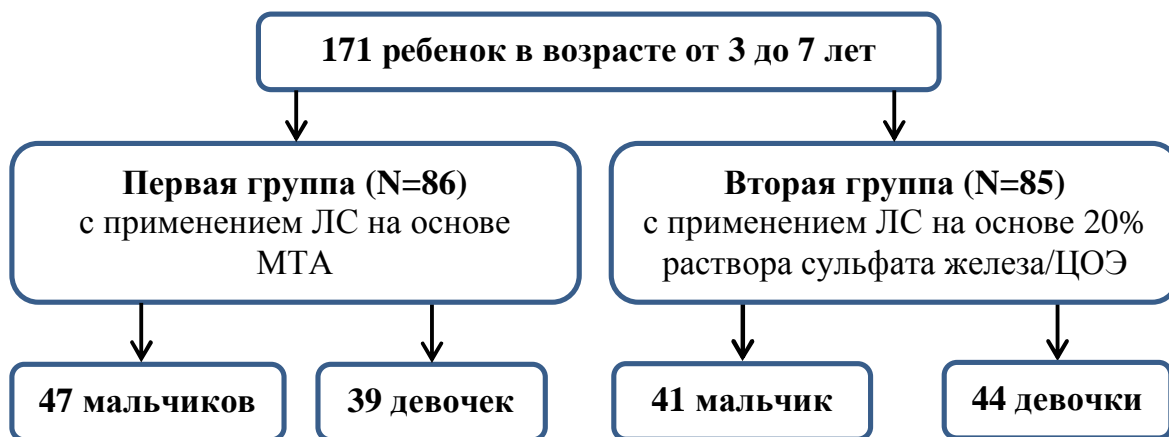 171 ребенок в возрасте от 3 до 7 лет
Первая группа (N=86)
с применением ЛС на основе
МТА
Вторая группа (N=85)
с применением ЛС на основе 20%
раствора сульфата железа/ЦОЭ
47 мальчиков
39 девочек
41 мальчик
44 девочки